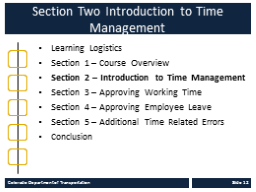 Section Two Introduction to Time
Management
• Learning Logistics
• Section 1 – Course Overview
• Section 2 – Introduction to Time Management
• Section 3 – Approving Working Time
• Section 4 – Approving Employee Leave
• Section 5 – Additional Time Related Errors
• Conclusion
Colorado Department of Transportation
Slide 12